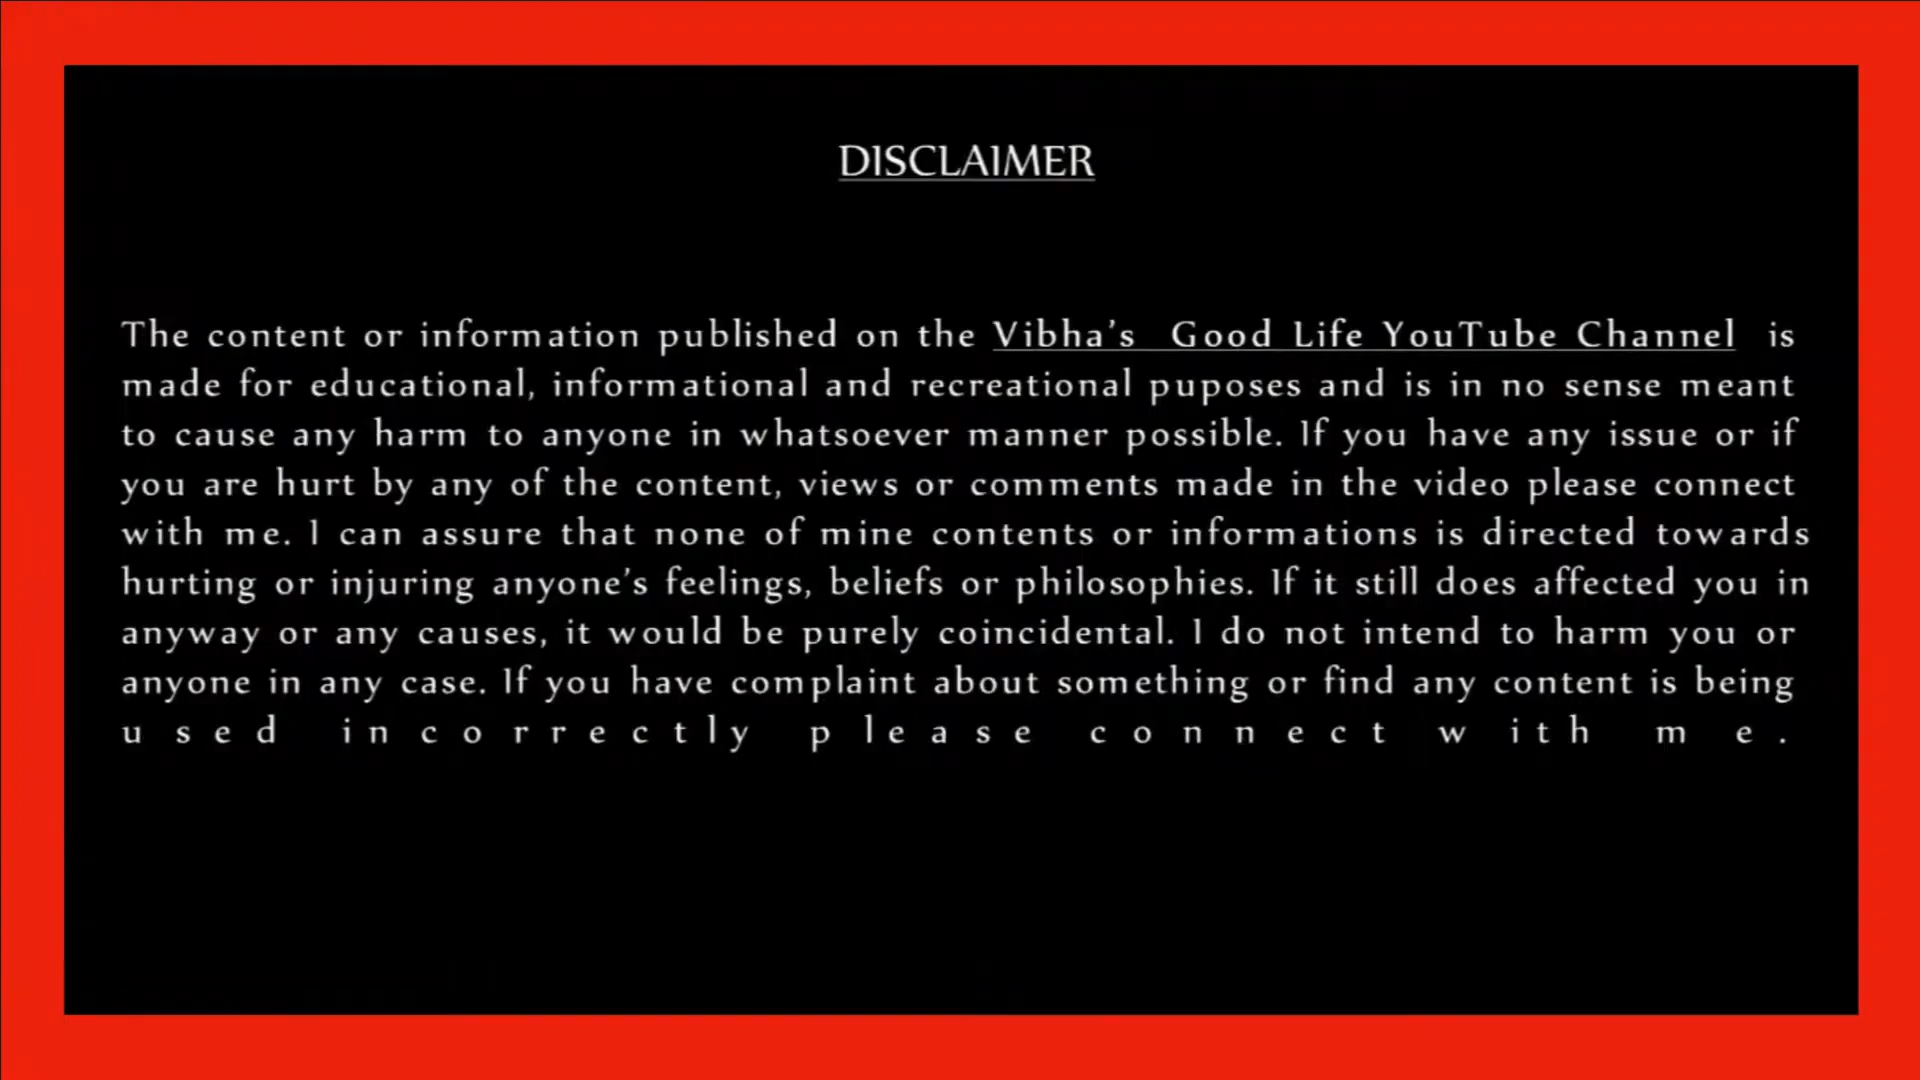 DISCLAIMER
The content or information published on the Vibha’s Good Life YouTube Channel is
made for educational, informational and recreational puposes and is in no sense meant
to cause any harm to anyone in whatsoever manner possible. If you have any issue or if
you are hurt by any of the content, views or comments made in the video please connect
with me. I can assure that none of mine contents or informations is directed towards
hurting or injuring anyone’s feelings, beliefs or philosophies. If it still does affected you in
anyway or any causes, it would be purely coincidental. I do not intend to harm you or
anyone in any case. If you have complaint about something or find any content is being
used incorrectly please connect with me.